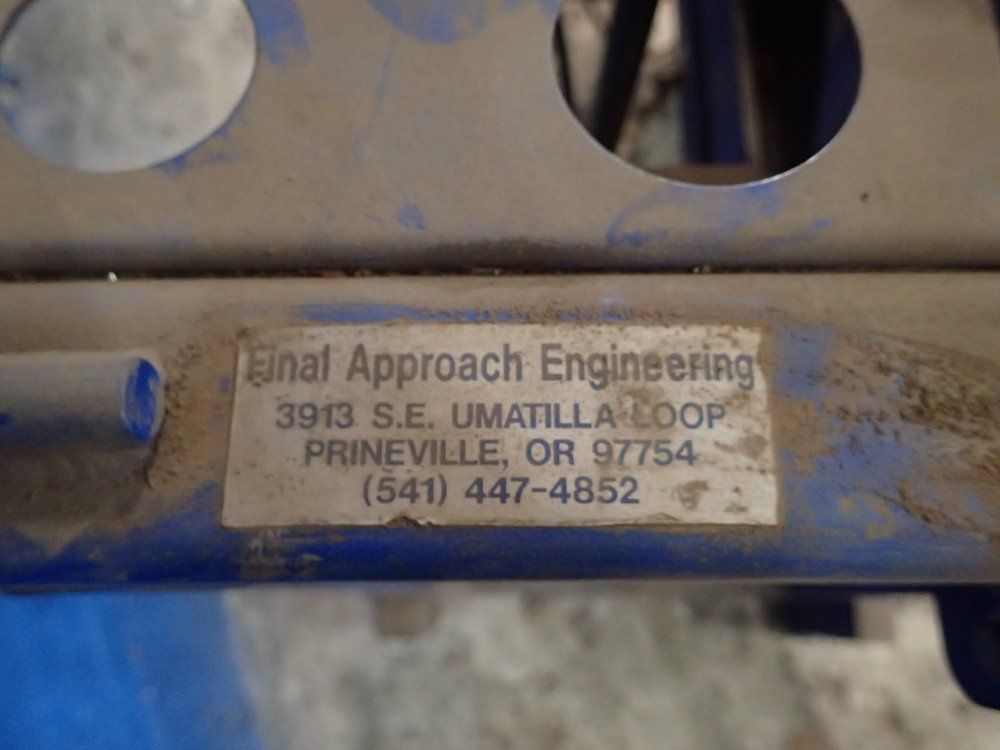 Final Approach Engineering
3913 S.E. UMATILLA LOOP
PRINEVILLE, OR 97754
(541) 447-4852